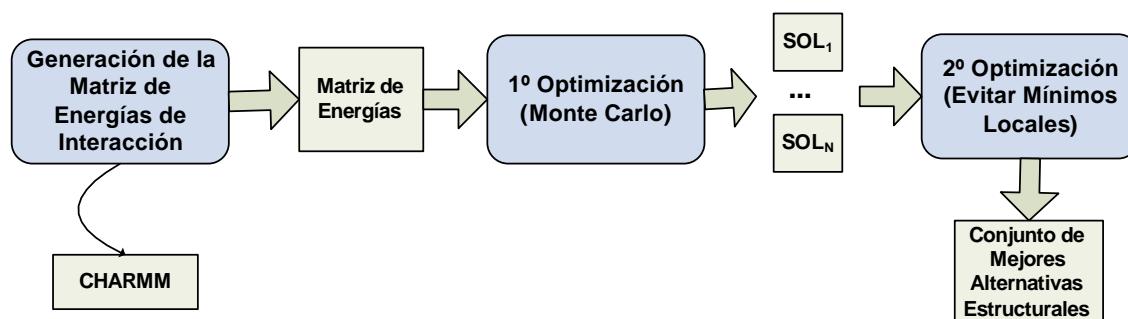 Generación de la
Matriz de
Energías de
Interacción
Matriz de
Energías
1º Optimización
(Monte Carlo)
SOL₁
...
SOLN
2º Optimización
(Evitar Mínimos
Locales)
CHARMM
Conjunto de
Mejores
Alternativas
Estructurales